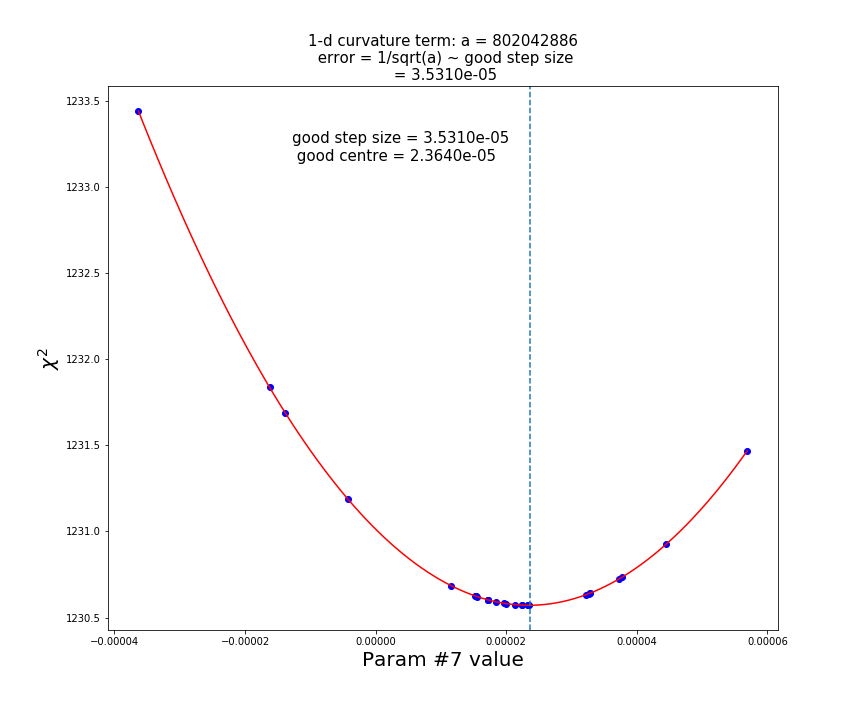 1-d curvature term: a = 802042886
error = 1/sqrt(a) ~ good step size
= 3.5310e-05
1233.5
good step size = 3.5310e-05
good centre = 2.3640e-05
1233.0
1232.5
χ²
1232.0
1231.5
1231.0
1230.5
−0.00004 −0.00002 0.00000 0.00002 0.00004 0.00006
Param #7 value